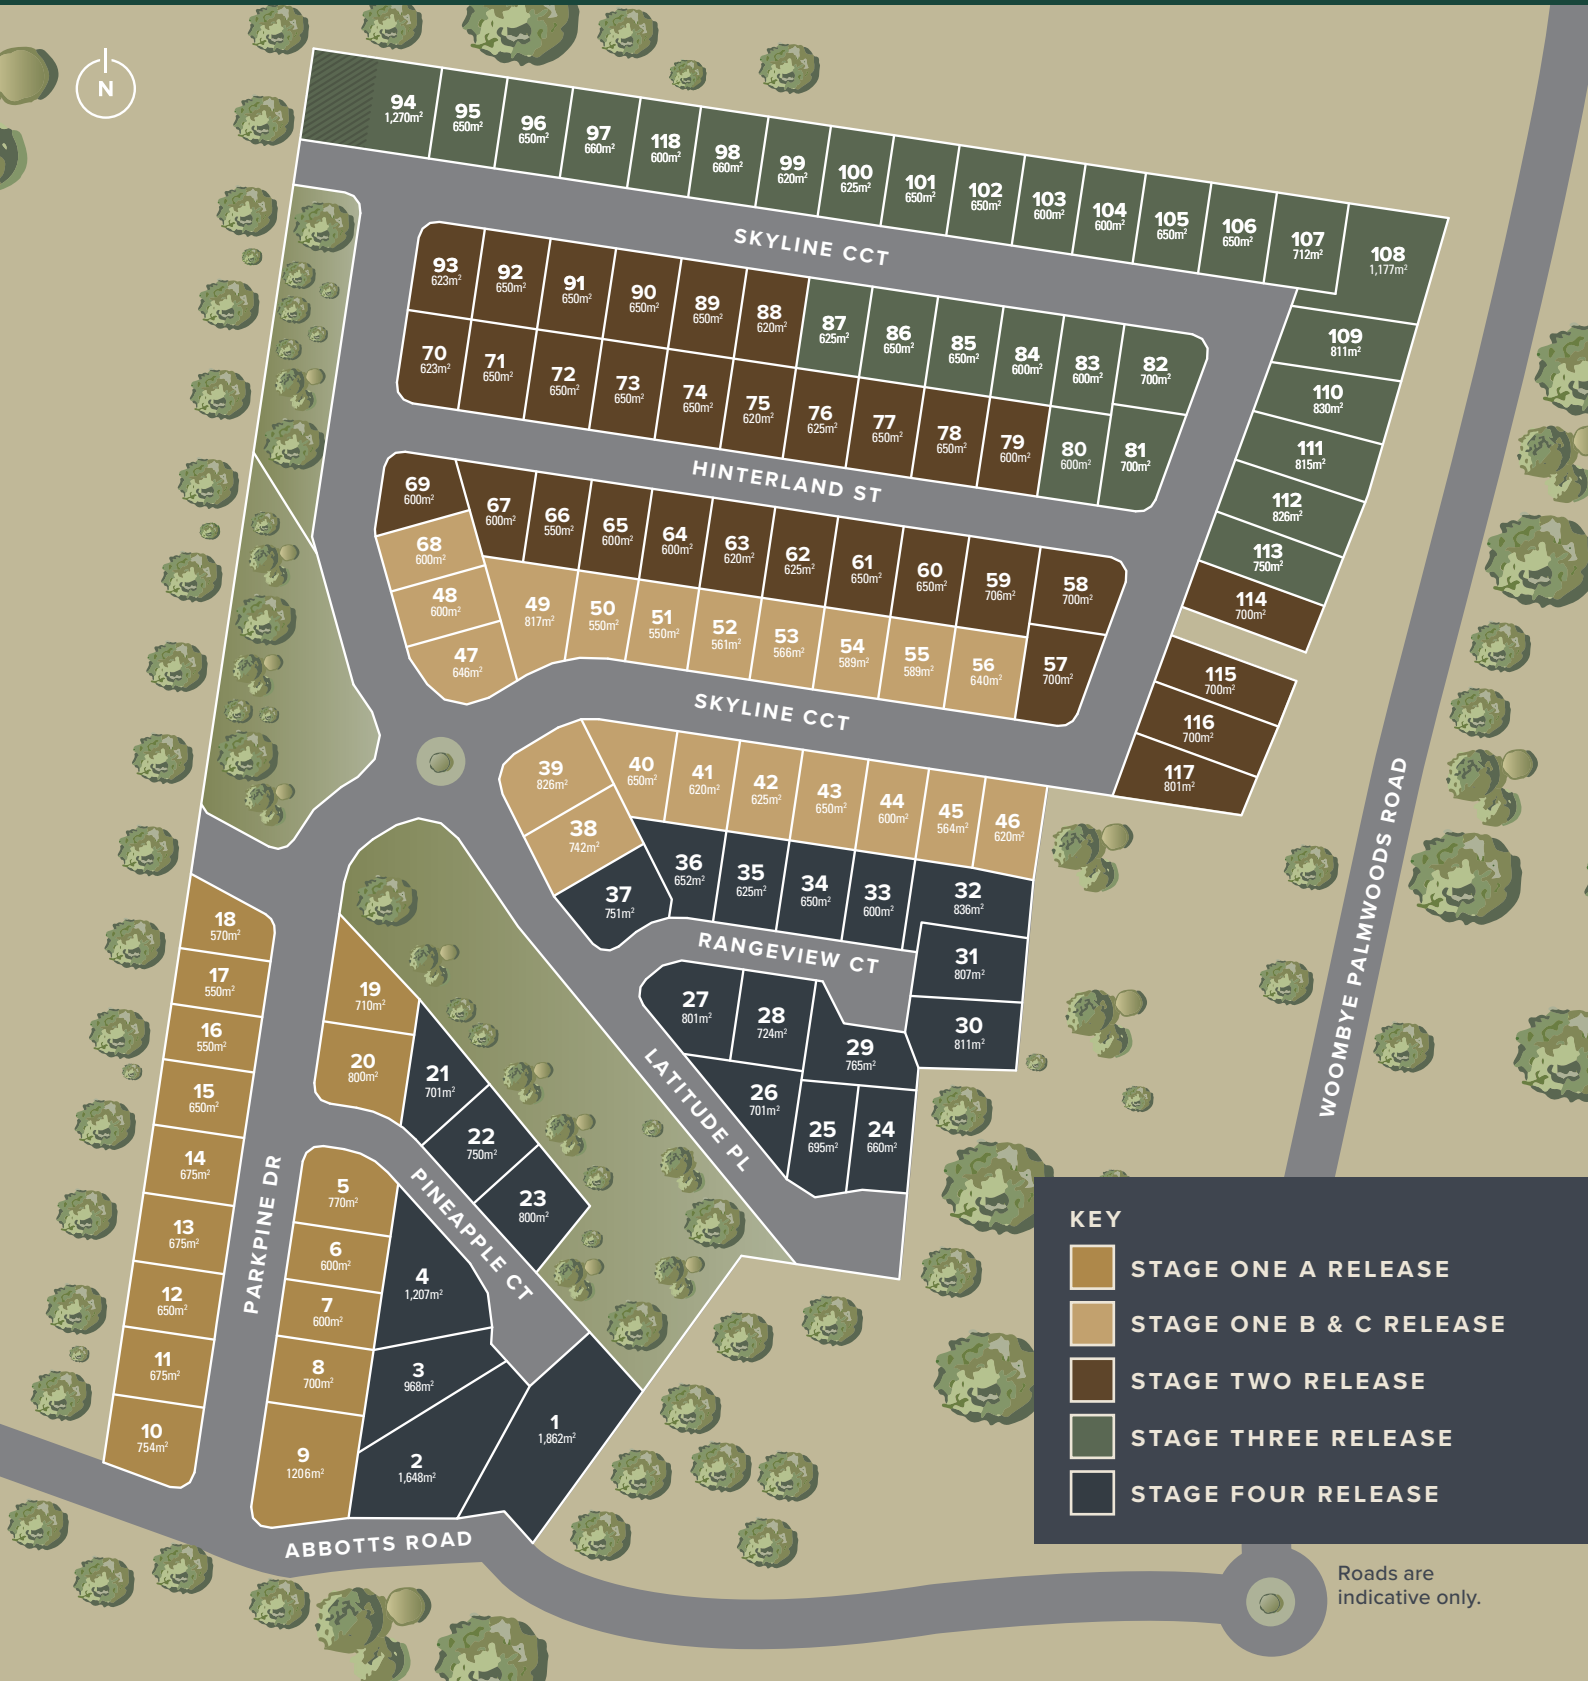 N
94
1,270m²
95
650m²
96
650m²
97
660m²
118
600m²
98
660m²
99
620m²
100
625m²
101
650m²
102
650m²
103
600m²
104
600m²
105
650m²
106
650m²
107
712m²
108
1,177m²
SKYLINE CCT
93
623m²
92
650m²
91
650m²
90
650m²
89
650m²
88
620m²
87
625m²
86
650m²
85
650m²
84
600m²
83
600m²
82
700m²
109
811m²
110
830m²
111
815m²
112
826m²
113
750m²
114
700m²
70
623m²
71
650m²
72
650m²
73
650m²
74
650m²
75
620m²
76
625m²
77
650m²
78
650m²
79
600m²
80
600m²
81
700m²
HINTERLAND ST
69
600m²
67
600m²
66
550m²
65
600m²
64
600m²
63
620m²
62
625m²
61
650m²
60
650m²
59
706m²
58
700m²
68
600m²
48
600m²
47
646m²
49
817m²
50
550m²
51
550m²
52
561m²
53
566m²
54
589m²
55
589m²
56
640m²
57
700m²
115
700m²
116
700m²
117
801m²
SKYLINE CCT
39
826m²
40
650m²
41
620m²
42
625m²
43
650m²
44
600m²
45
564m²
46
620m²
38
742m²
37
751m²
36
652m²
35
625m²
34
650m²
33
600m²
32
836m²
31
807m²
30
811m²
RANGEVIEW CT
27
801m²
28
724m²
29
765m²
26
701m²
25
695m²
24
660m²
LATITUDE PL
WOOMBYE PALMWOODS ROAD
18
570m²
17
550m²
16
550m²
15
650m²
14
675m²
13
675m²
12
650m²
11
675m²
10
754m²
19
710m²
20
800m²
21
701m²
22
750m²
23
800m²
PARKPINE DR
PINEAPPLE CT
5
770m²
6
600m²
7
600m²
8
700m²
9
1206m²
4
1,207m²
3
968m²
2
1,648m²
1
1,862m²
ABBOTTS ROAD
KEY
STAGE ONE A RELEASE
STAGE ONE B & C RELEASE
STAGE TWO RELEASE
STAGE THREE RELEASE
STAGE FOUR RELEASE
Roads are
indicative only.